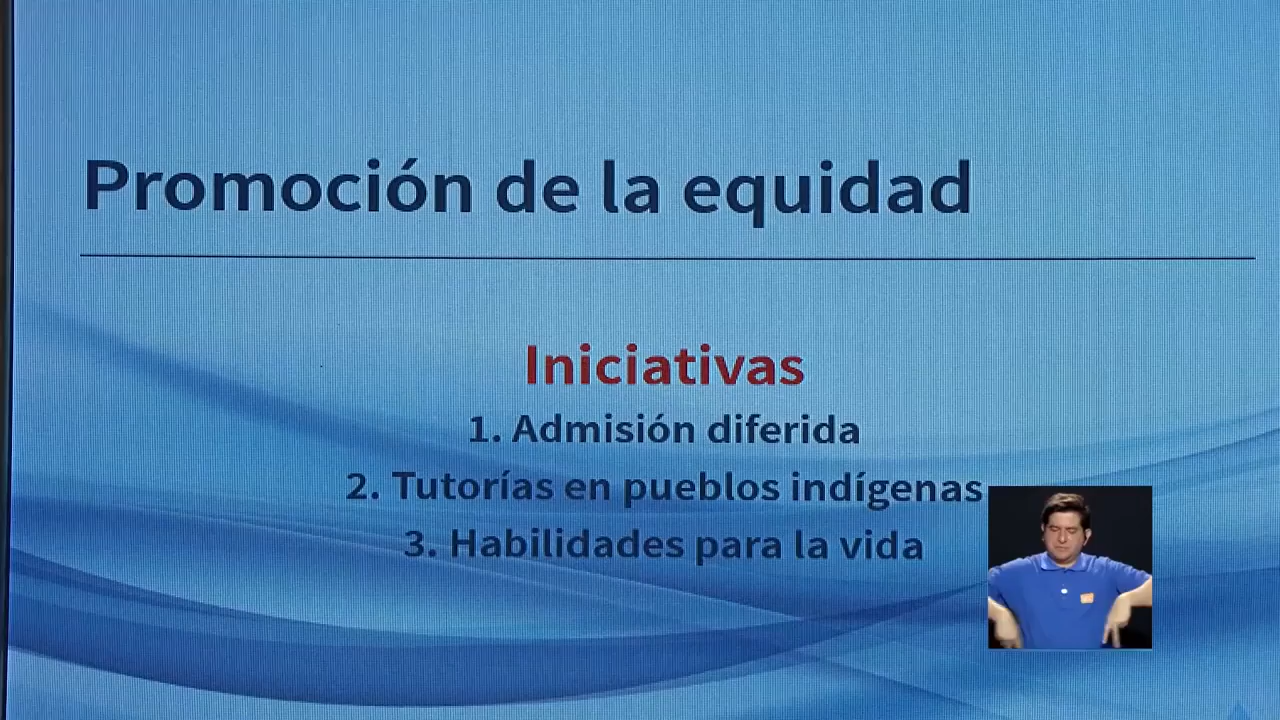 Promoción de la equidad
Iniciativas
1. Admisión diferida
2. Tutorías en pueblos indígenas
3. Habilidades para la vida